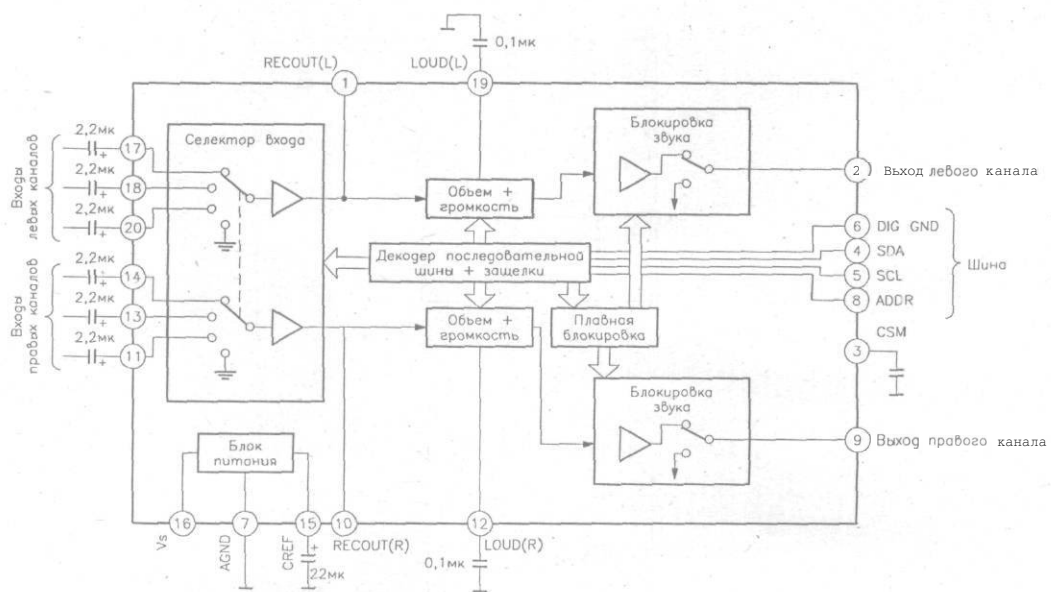 0,1мк
RECOUT(L)
LOUD(L)
1
19
Селектор входа
Блокировка
звука
Входы
левых каналов
2,2мк
17
2,2мк
18
2,2мк
20
Объем +
громкость
2 Выход левого канала
6 DIG GND
4 SDA
5 SCL
8 ADDR
Шина
Декодер последовательной
шины + защелки
Входы
правых каналов
2,2мк
14
2,2мк
13
2,2мк
11
Объем +
громкость
Плавная
блокировка
CSM
3
Блокировка
звука
9 Выход правого канала
Блок
питания
16
7
15
10
12
Vs
AGND
CREF
22мк
RECOUT(R)
LOUD(R)
0,1мк